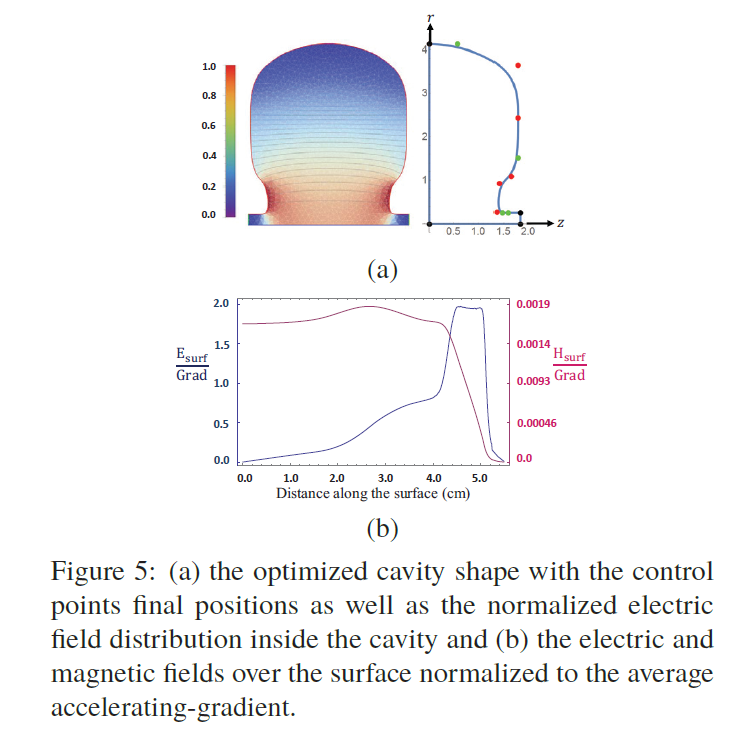 r
1.0
0.8
0.6
0.4
0.2
0.0
4
3
2
1
0.5 1.0 1.5 2.0
z
(a)
2.0
1.5
1.0
0.5
0.0
E surf
Grad
0.0019
0.0014
0.0093
0.00046
0.0
H surf
Grad
0.0 1.0 2.0 3.0 4.0 5.0
Distance along the surface (cm)
(b)
Figure 5: (a) the optimized cavity shape with the control
points final positions as well as the normalized electric
field distribution inside the cavity and (b) the electric and
magnetic fields over the surface normalized to the average
accelerating-gradient.